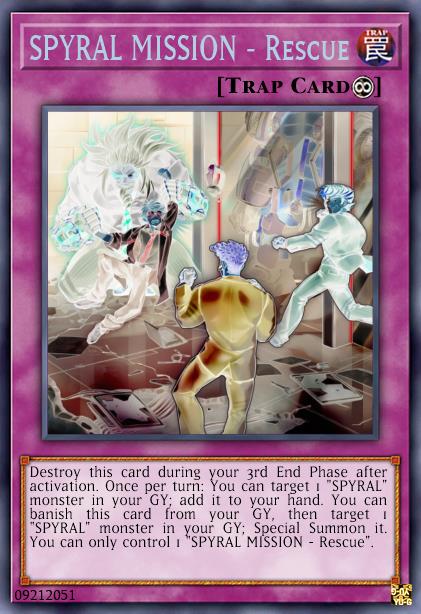 SPYRAL MISSION - Rescue
TRAP
罠
[Trap Card]
Destroy this card during your 3rd End Phase after
activation. Once per turn: You can target 1 "SPYRAL"
monster in your GY; add it to your hand. You can
banish this card from your GY, then target 1
"SPYRAL" monster in your GY; Special Summon it.
You can only control 1 "SPYRAL MISSION - Rescue".
09212051